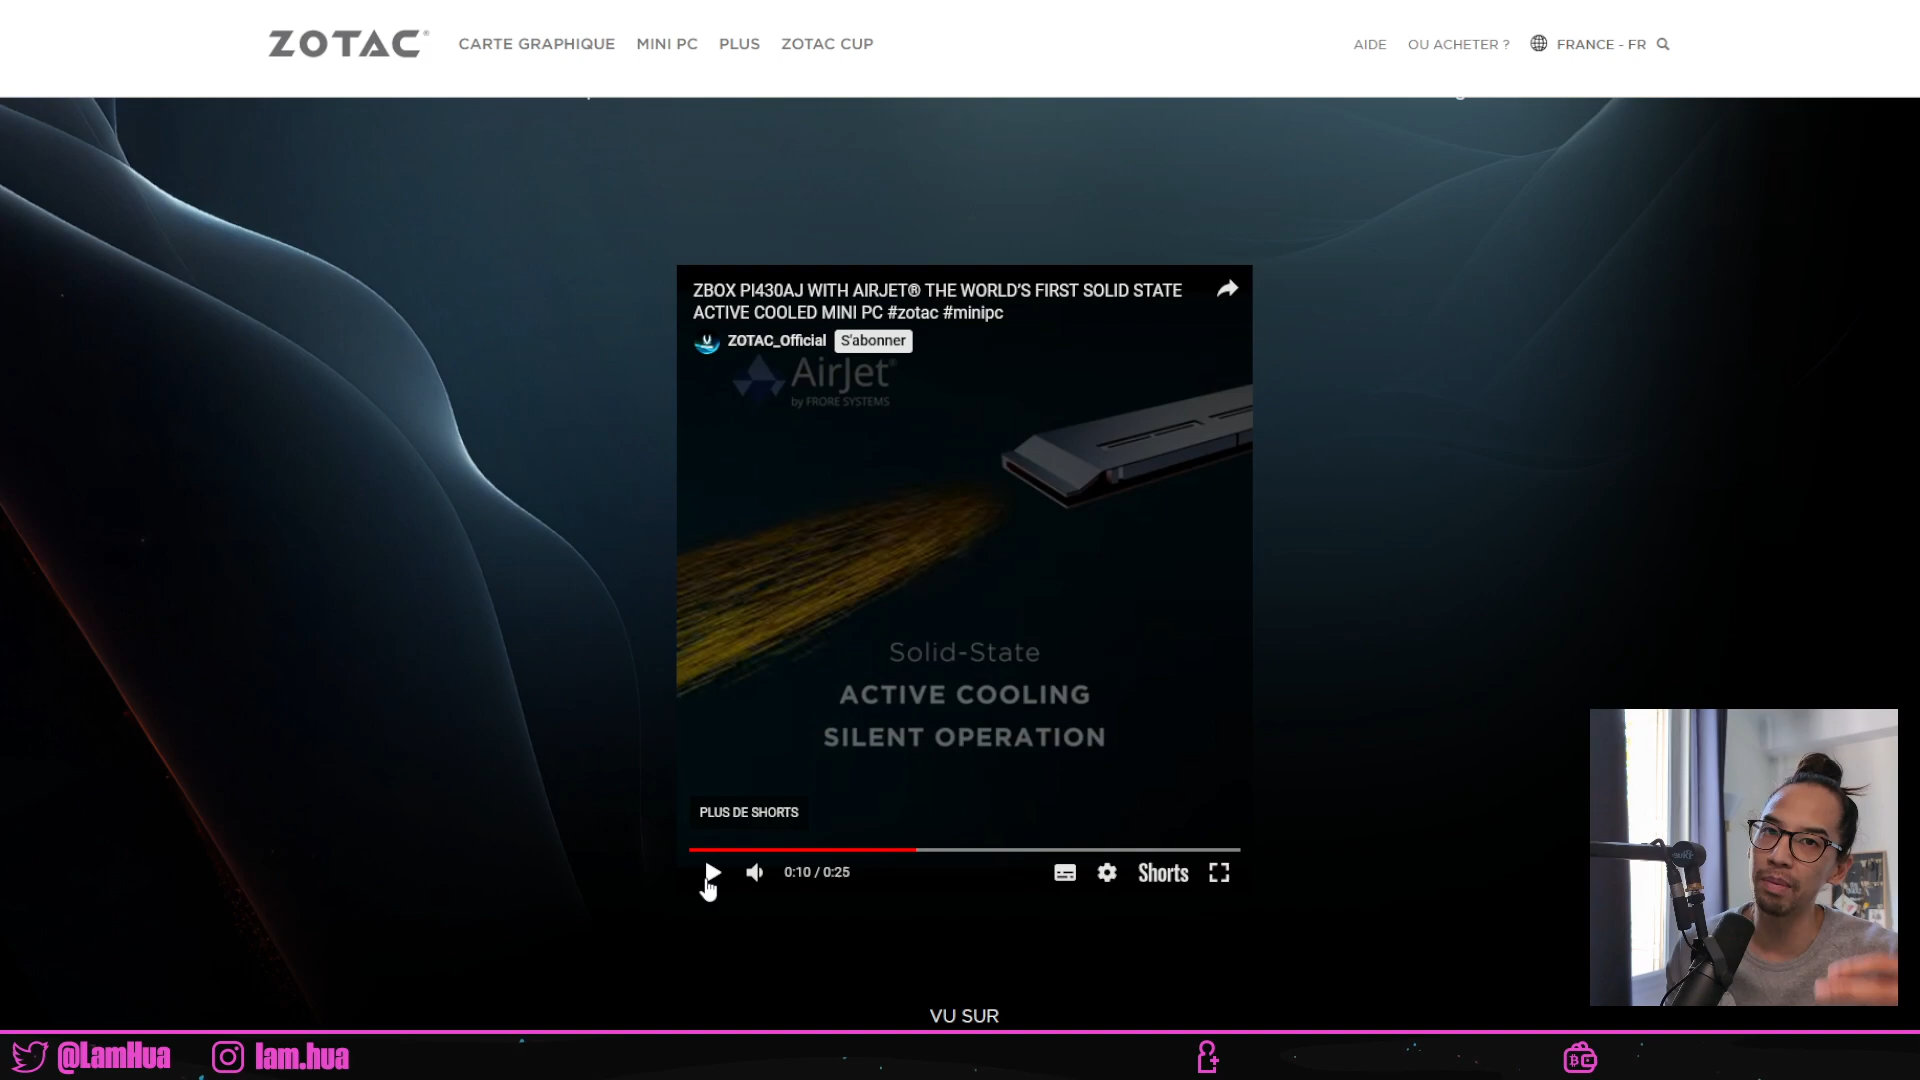 ZOTAC®
CARTE GRAPHIQUE MINI PC PLUS ZOTAC CUP
AIDE OU ACHETER ? FRANCE - FR
ZBOX PI430AJ WITH AIRJET® THE WORLD'S FIRST SOLID STATE
ACTIVE COOLED MINI PC #zotac #minipc
ZOTAC_Official S'abonner
AirJet®
by FRORE SYSTEMS
Solid-State
ACTIVE COOLING
SILENT OPERATION
PLUS DE SHORTS
0:10 / 0:25
Shorts
VU SUR
@LamHua lam.hua